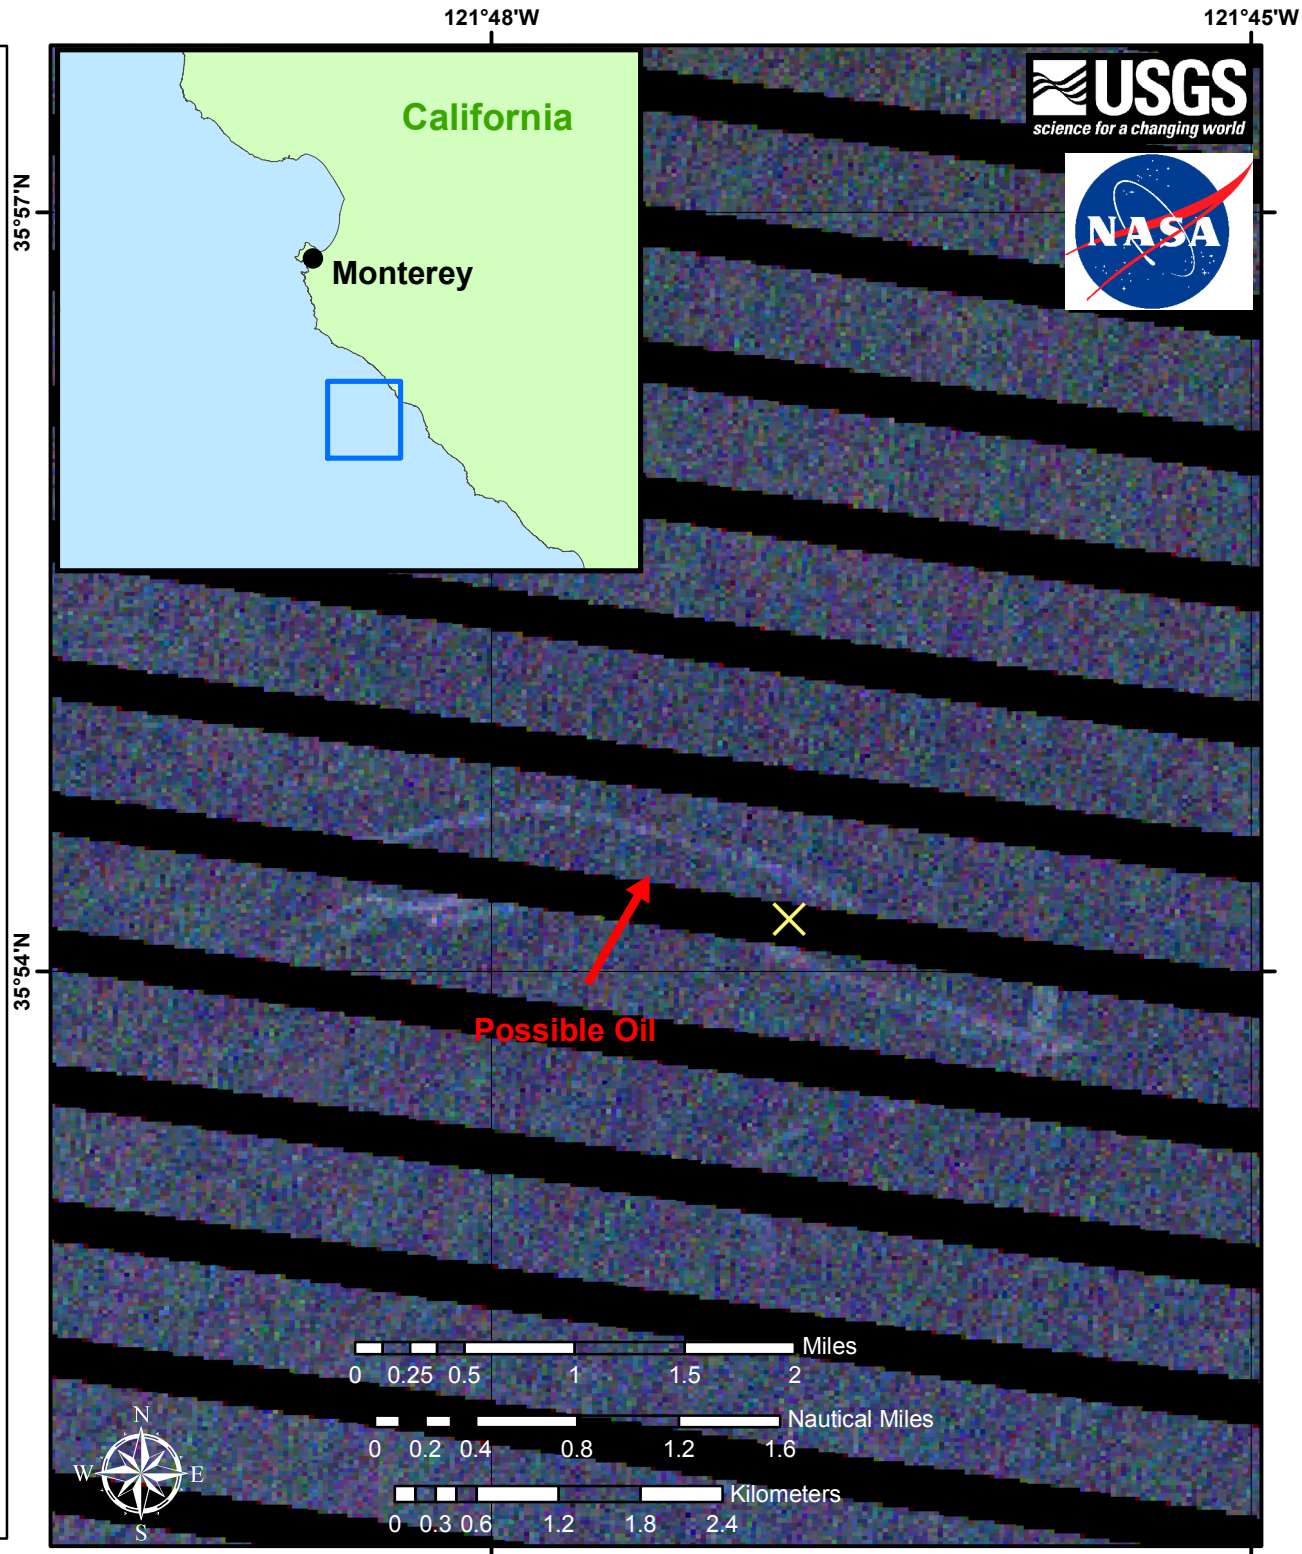 121°48'W
121°45'W
USGS
science for a changing world
California
NASA
35°57'N
Monterey
35°54'N
Possible Oil
Miles
0 0.25 0.5 1 1.5 2
Nautical Miles
0 0.2 0.4 0.8 1.2 1.6
Kilometers
0 0.3 0.6 1.2 1.8 2.4
N
W E
S